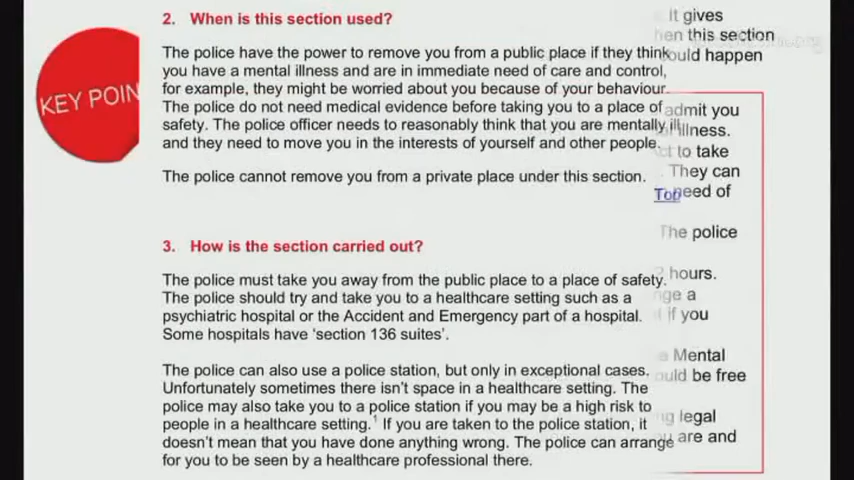 2. When is this section used?
The police have the power to remove you from a public place if they think
you have a mental illness and are in immediate need of care and control,
for example, they might be worried about you because of your behaviour.
The police do not need medical evidence before taking you to a place of
safety. The police officer needs to reasonably think that you are mentally ill
and they need to move you in the interests of yourself and other people.
The police cannot remove you from a private place under this section.
Top
3. How is the section carried out?
The police must take you away from the public place to a place of safety.
The police should try and take you to a healthcare setting such as a
psychiatric hospital or the Accident and Emergency part of a hospital.
Some hospitals have ‘section 136 suites’.
The police can also use a police station, but only in exceptional cases.
Unfortunately sometimes there isn’t space in a healthcare setting. The
police may also take you to a police station if you may be a high risk to
people in a healthcare setting.1 If you are taken to the police station, it
doesn’t mean that you have done anything wrong. The police can arrange
for you to be seen by a healthcare professional there.
KEY POIN
It gives
this section
happen
admit you
illness.
to take
They can
need of
The police
hours.
a
if you
Mental
be free
legal
are and